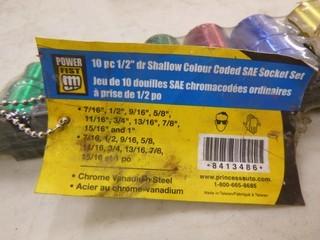 POWER
FIST
10 pc 1/2" dr Shallow Colour Coded SAE Socket Set
Jeu de 10 douilles SAE chromacodées ordinaires
à prise de 1/2 po
• 7/16", 1/2", 9/16", 5/8",
11/16", 3/4", 13/16", 7/8",
15/16" and 1"
• 7/16, 1/2, 9/16, 5/8,
11/16, 3/4, 13/16, 7/8,
15/16 et 1 po
• Chrome Vanadium Steel
• Acier au chrome-vanadium
8413486
www.princessauto.com
1-800-665-8685
Made in Taiwan/Fabriqué à Taiwan